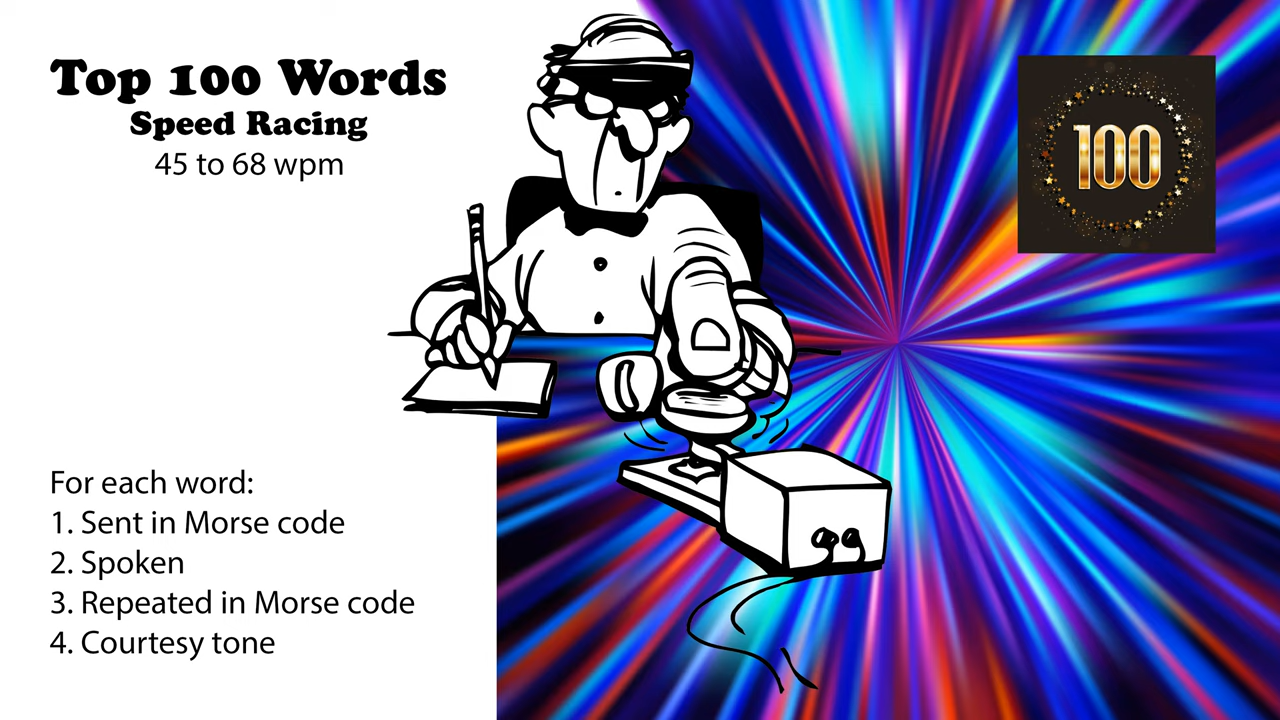 Top 100 Words
Speed Racing
45 to 68 wpm
100
For each word:
1. Sent in Morse code
2. Spoken
3. Repeated in Morse code
4. Courtesy tone